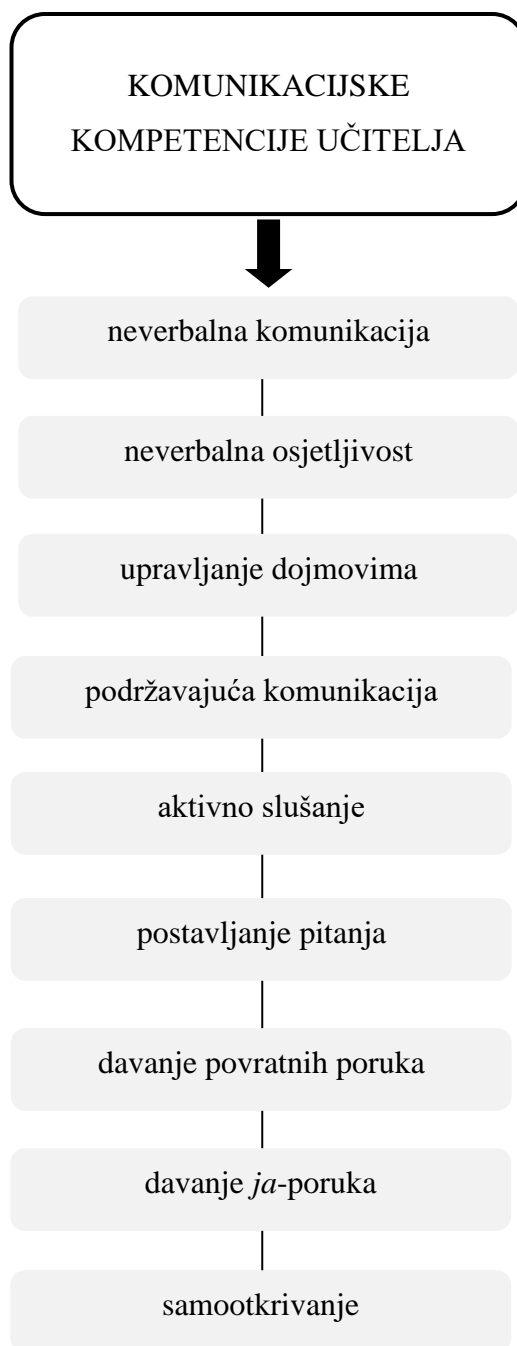 KOMUNIKACIJSKE
KOMPETENCIJE UČITELJA
neverbalna komunikacija
neverbalna osjetljivost
upravljanje dojmovima
podržavajuća komunikacija
aktivno slušanje
postavljanje pitanja
davanje povratnih poruka
davanje ja-poruka
samootkrivanje